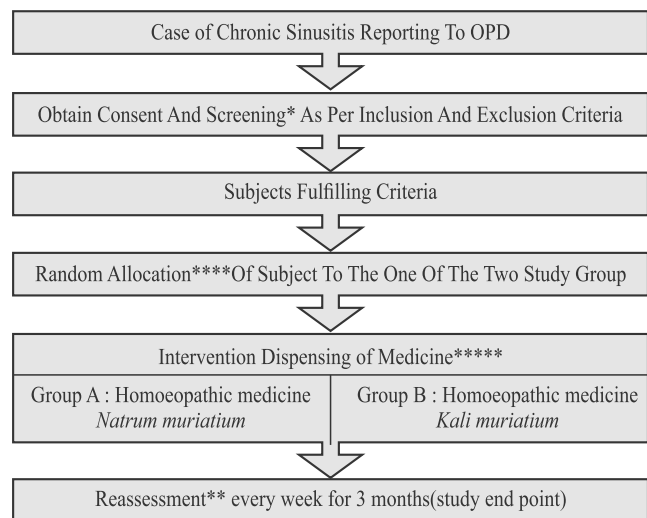 Case of Chronic Sinusitis Reporting To OPD
Obtain Consent And Screening* As Per Inclusion And Exclusion Criteria
Subjects Fulfilling Criteria
Random Allocation****Of Subject To The One Of The Two Study Group
Intervention Dispensing of Medicine*****
Group A : Homoeopathic medicine
Natrum muriatium
Group B : Homoeopathic medicine
Kali muriatium
Reassessment** every week for 3 months(study end point)